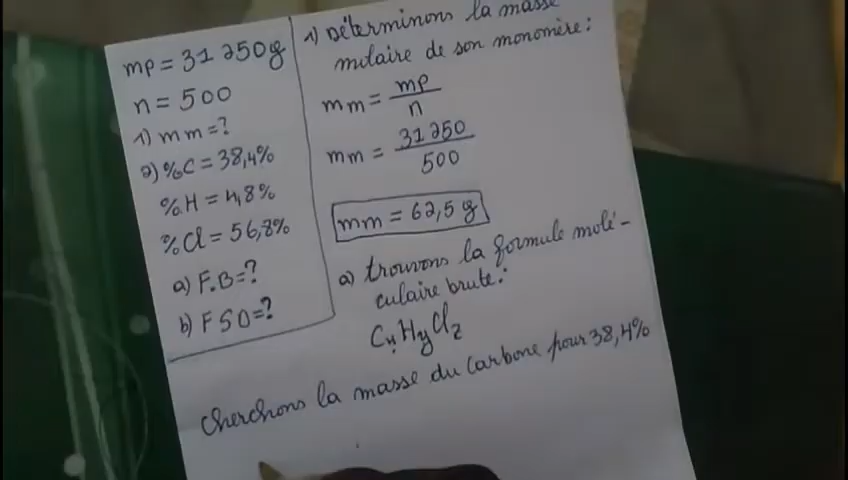 mp = 31 250g
n = 500
1) mm = ?
2) %C = 38,4%
%H = 4,8%
%Cl = 56,8%
a) F.B = ?
b) FSD = ?
1) Déterminons la masse
molaire de son monomère :
mm = mp/n
mm = 31 250/500
mm = 62,5 g
a) trouvons la formule molé-
culaire brute :
CxHyClz
Cherchons la masse du carbone pour 38,4%